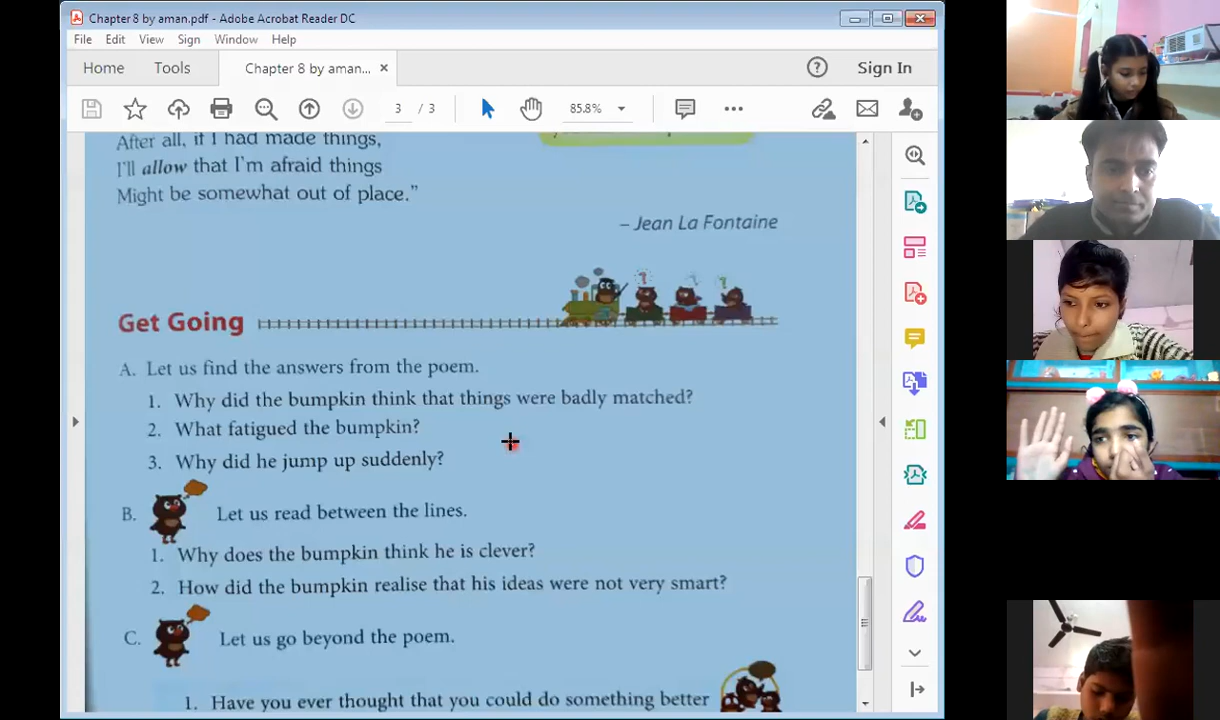 Chapter 8 by aman.pdf - Adobe Acrobat Reader DC
File Edit View Sign Window Help
Home Tools Chapter 8 by aman... × Sign In
3 / 3 85.8%
After all, if I had made things,
I'll allow that I'm afraid things
Might be somewhat out of place."
– Jean La Fontaine
Get Going
A. Let us find the answers from the poem.
1. Why did the bumpkin think that things were badly matched?
2. What fatigued the bumpkin?
3. Why did he jump up suddenly?
B. Let us read between the lines.
1. Why does the bumpkin think he is clever?
2. How did the bumpkin realise that his ideas were not very smart?
C. Let us go beyond the poem.
1. Have you ever thought that you could do something better